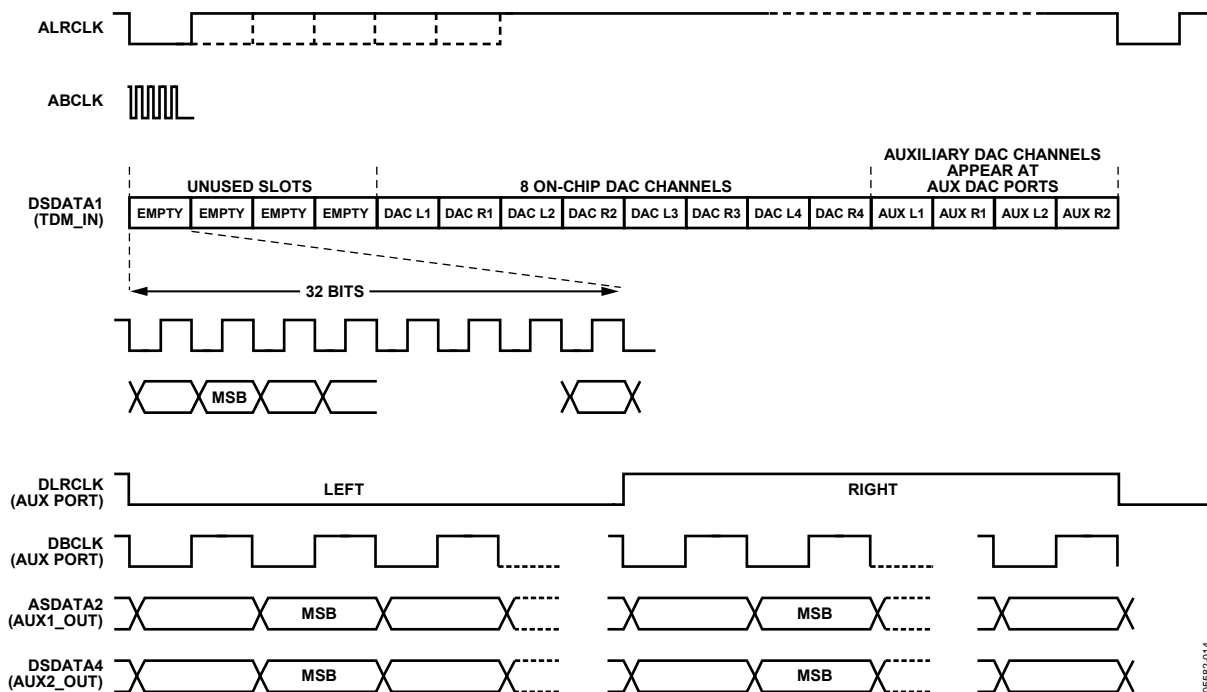 ALRCLK
ABCLK
AUXILIARY DAC CHANNELS
APPEAR AT
AUX DAC PORTS
UNUSED SLOTS
8 ON-CHIP DAC CHANNELS
DSDATA1
(TDM_IN)
EMPTY EMPTY EMPTY EMPTY DAC L1 DAC R1 DAC L2 DAC R2 DAC L3 DAC R3 DAC L4 DAC R4 AUX L1 AUX R1 AUX L2 AUX R2
32 BITS
MSB
DLRCLK
(AUX PORT)
LEFT RIGHT
DBCLK
(AUX PORT)
ASDATA2
(AUX1_OUT)
MSB MSB
DSDATA4
(AUX2_OUT)
MSB MSB
05582-014